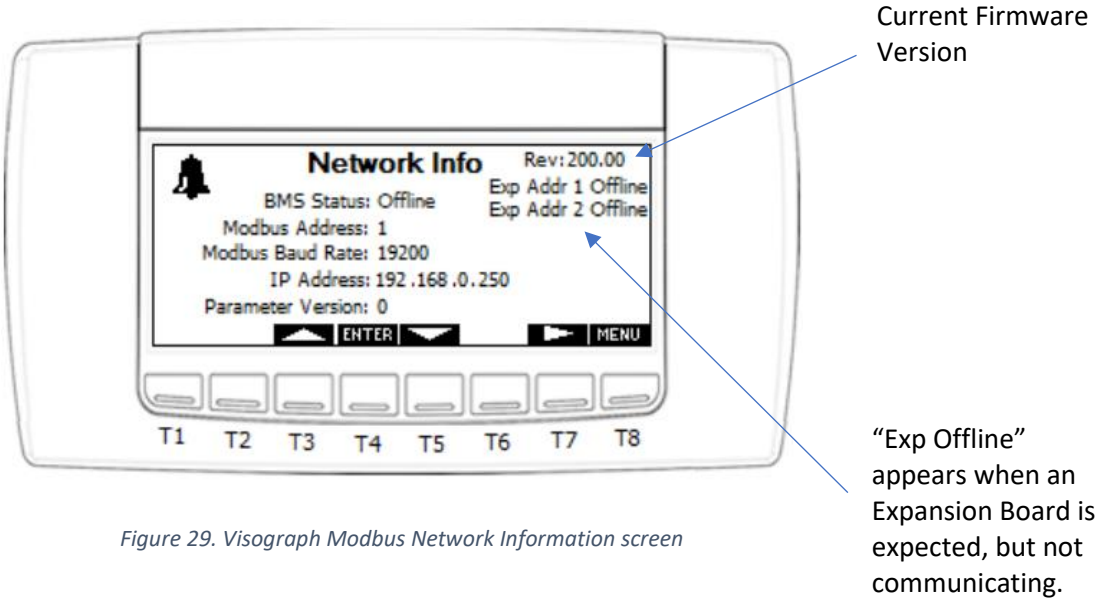 Current Firmware
Version
Network Info
Rev:200.00
Exp Addr 1 Offline
Exp Addr 2 Offline
BMS Status: Offline
Modbus Address: 1
Modbus Baud Rate: 19200
IP Address: 192 .168 .0 .250
Parameter Version: 0
ENTER
MENU
T1 T2 T3 T4 T5 T6 T7 T8
Figure 29. Visograph Modbus Network Information screen
“Exp Offline”
appears when an
Expansion Board is
expected, but not
communicating.